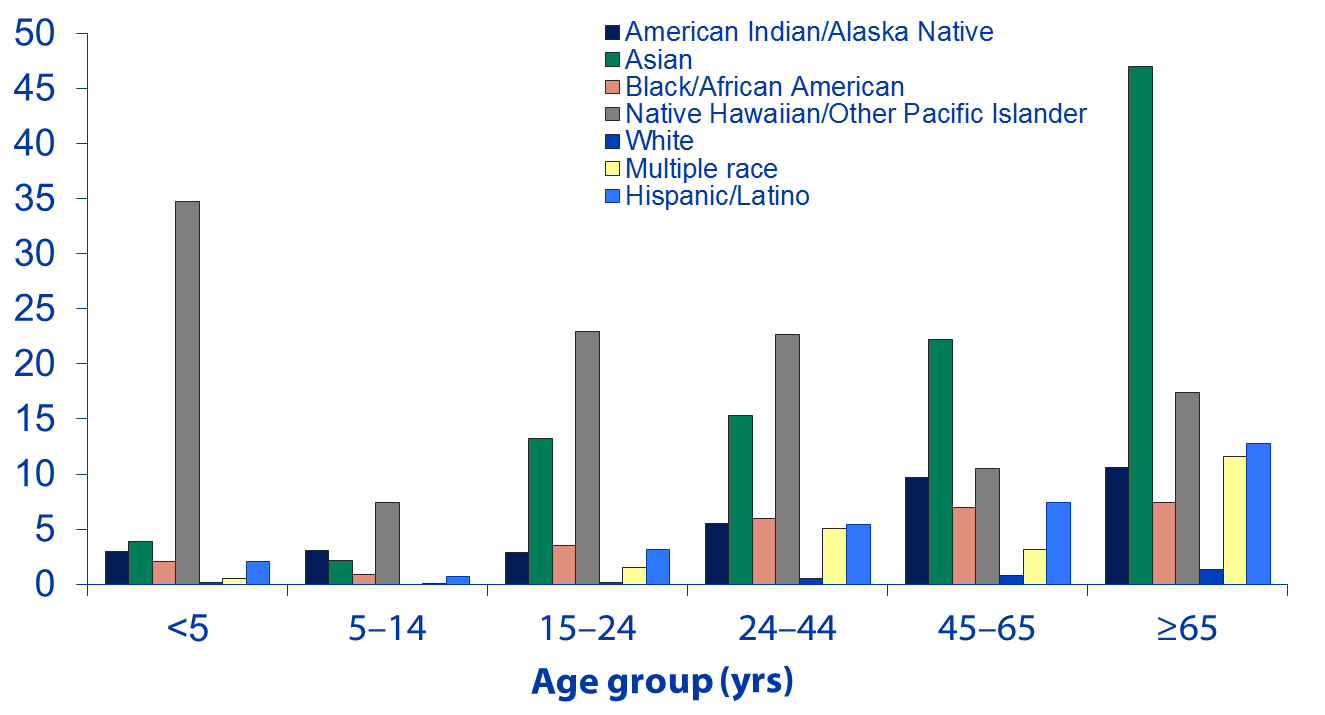 50
45
40
35
30
25
20
15
10
5
0
American Indian/Alaska Native
Asian
Black/African American
Native Hawaiian/Other Pacific Islander
White
Multiple race
Hispanic/Latino
<5 5–14 15–24 24–44 45–65 ≥65
Age group (yrs)